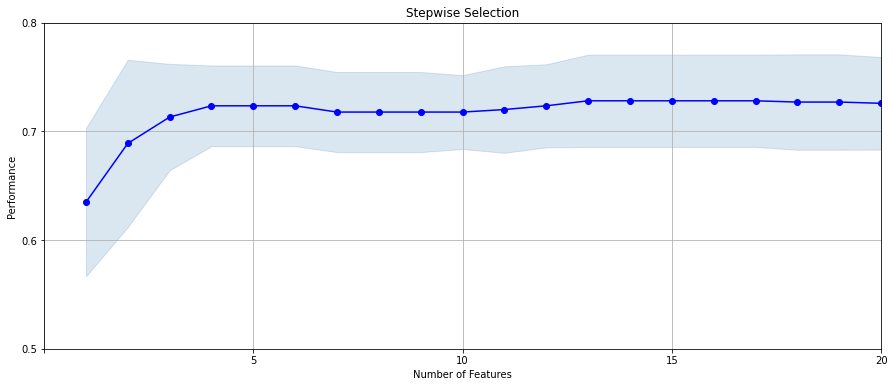 Stepwise Selection
0.8
0.7
0.6
0.5
Performance
5 10 15 20
Number of Features